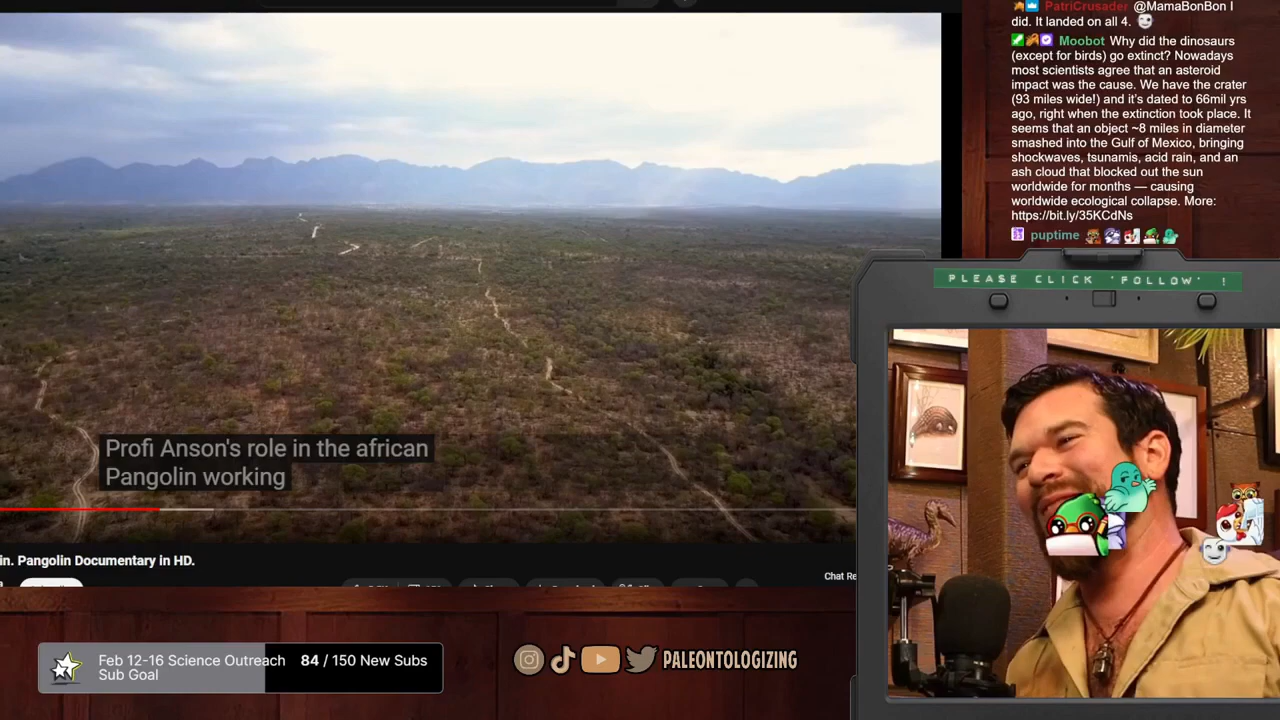 PatriCrusader @MamaBonBon I
did. It landed on all 4.
Moobot Why did the dinosaurs
(except for birds) go extinct? Nowadays
most scientists agree that an asteroid
impact was the cause. We have the crater
(93 miles wide!) and it's dated to 66mil yrs
ago, right when the extinction took place. It
seems that an object ~8 miles in diameter
smashed into the Gulf of Mexico, bringing
shockwaves, tsunamis, acid rain, and an
ash cloud that blocked out the sun
worldwide for months — causing
worldwide ecological collapse. More:
https://bit.ly/35KCdNs
puptime
PLEASE CLICK 'FOLLOW' !
Profi Anson's role in the african
Pangolin working
in. Pangolin Documentary in HD.
Chat Re
Feb 12-16 Science Outreach 84 / 150 New Subs
Sub Goal
PALEONTOLOGIZING